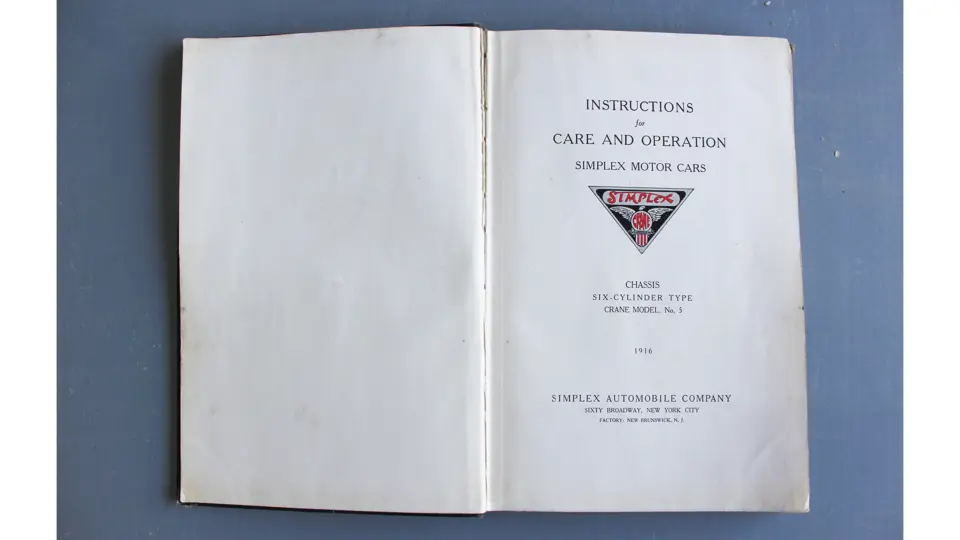 INSTRUCTIONS
for
CARE AND OPERATION
SIMPLEX MOTOR CARS
SIMPLEX
CRANE
CHASSIS
SIX-CYLINDER TYPE
CRANE MODEL, No. 5
1916
SIMPLEX AUTOMOBILE COMPANY
SIXTY BROADWAY, NEW YORK CITY
FACTORY: NEW BRUNSWICK, N. J.